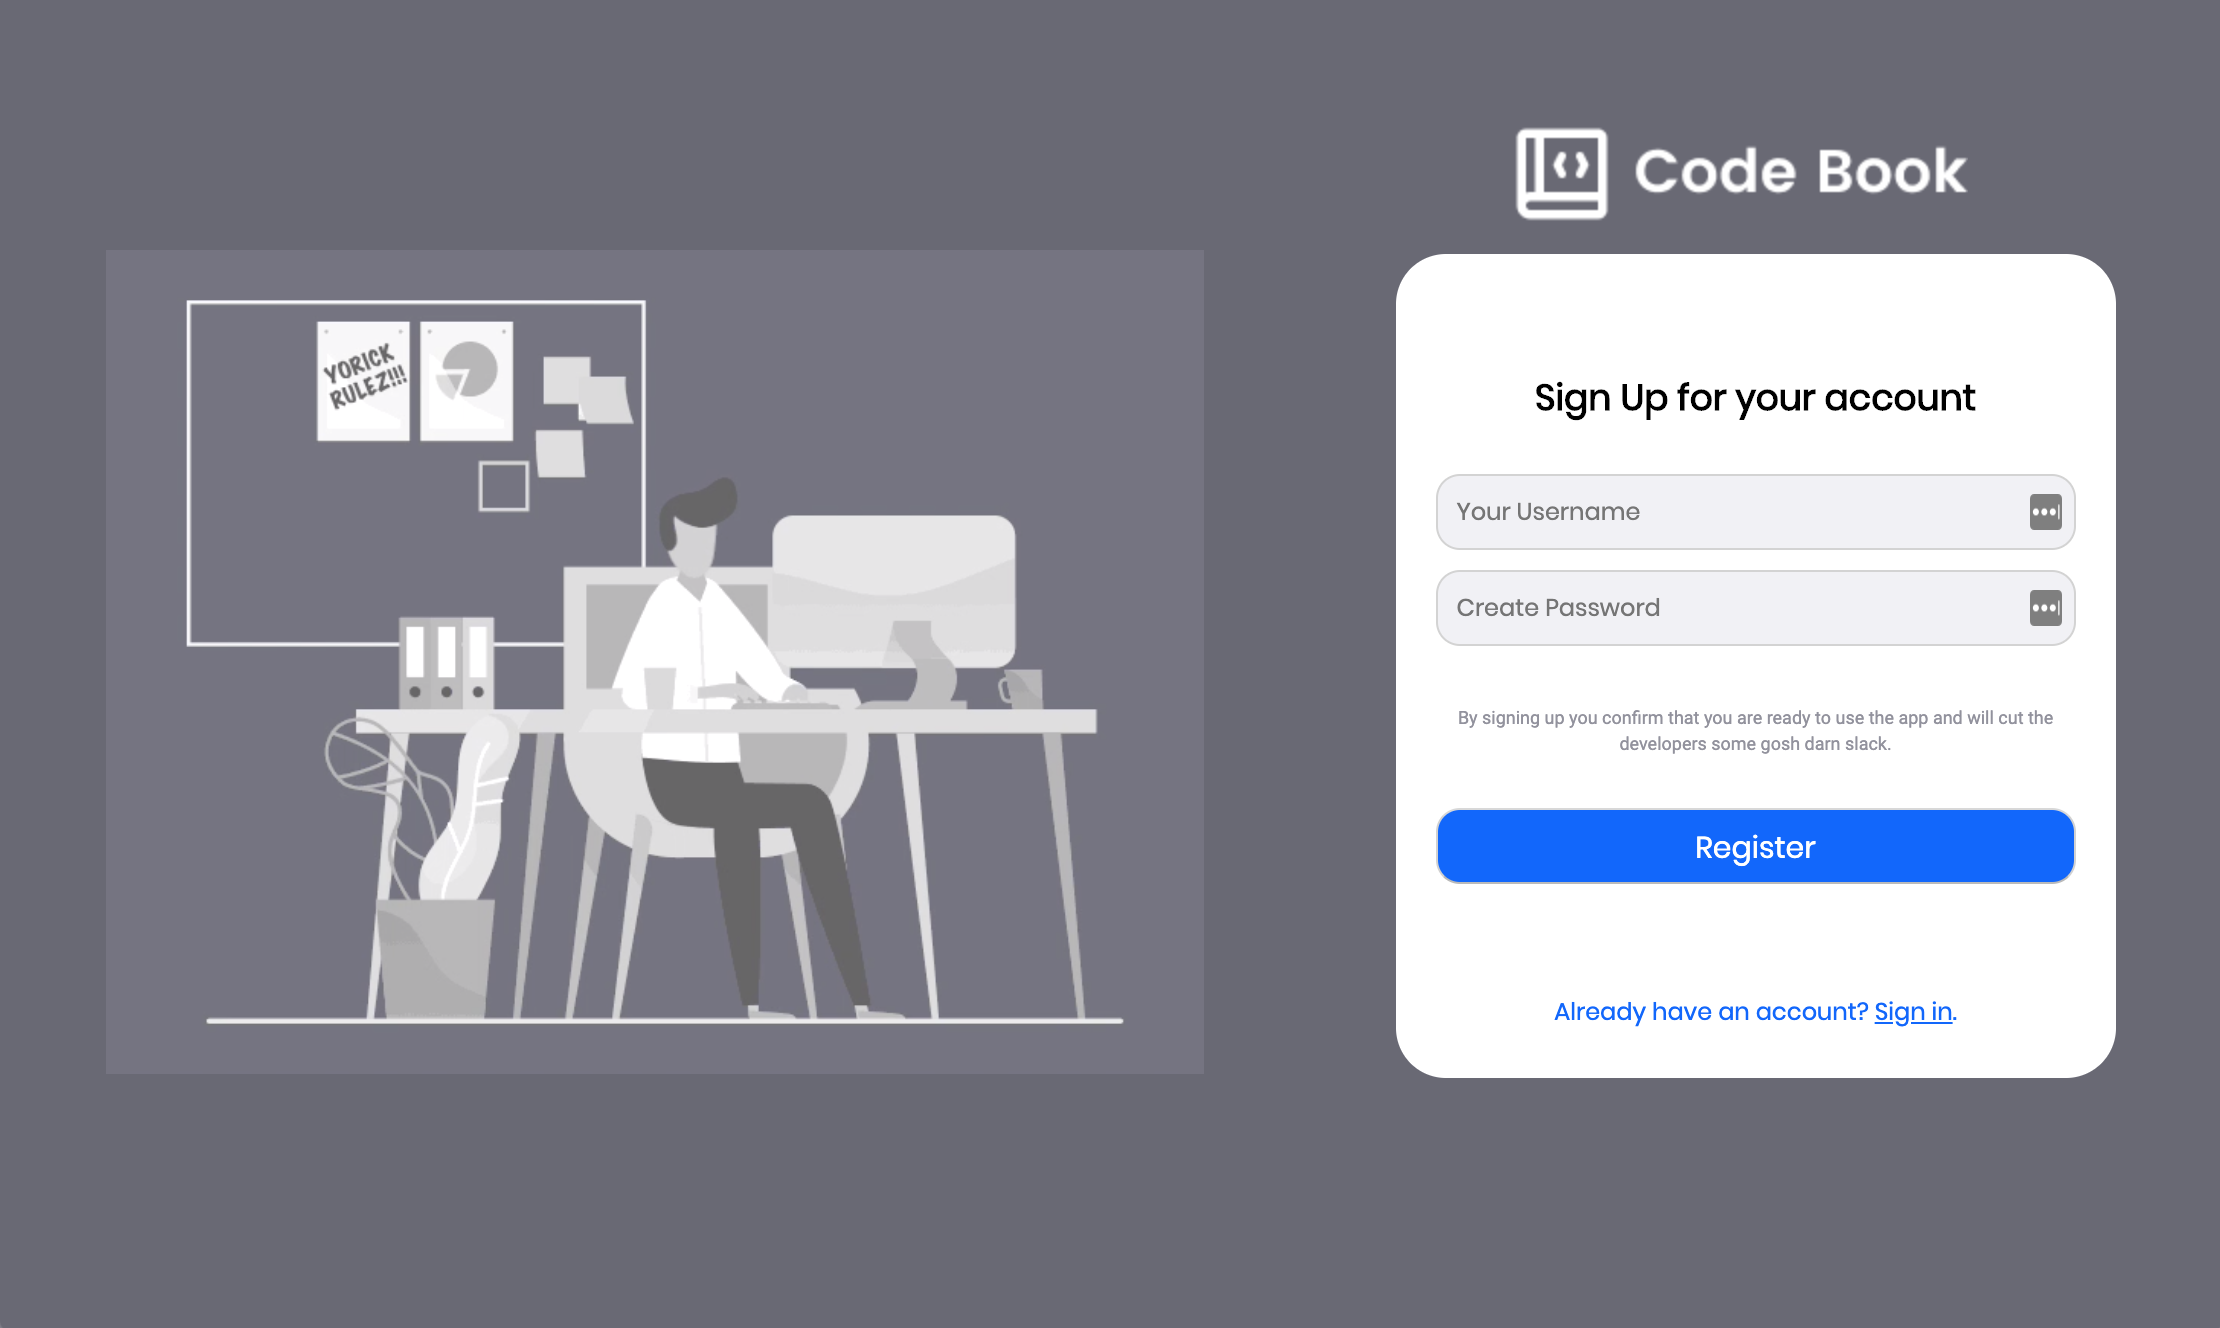 Code Book
YORICK
RULEZ!!!
Sign Up for your account
Your Username
Create Password
By signing up you confirm that you are ready to use the app and will cut the
developers some gosh darn slack.
Register
Already have an account? Sign in.